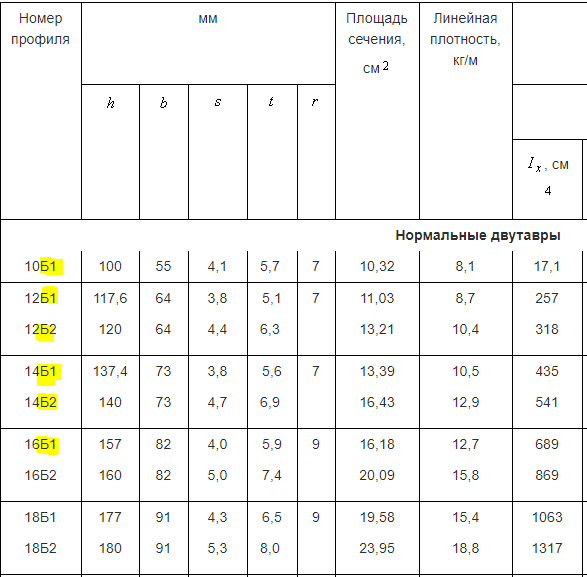 Номер профиля мм Площадь сечения, см 2 Линейная плотность, кг/м
h b s t r I x , см 4
Нормальные двутавры
10Б1 100 55 4,1 5,7 7 10,32 8,1 17,1
12Б1 117,6 64 3,8 5,1 7 11,03 8,7 257
12Б2 120 64 4,4 6,3 13,21 10,4 318
14Б1 137,4 73 3,8 5,6 7 13,39 10,5 435
14Б2 140 73 4,7 6,9 16,43 12,9 541
16Б1 157 82 4,0 5,9 9 16,18 12,7 689
16Б2 160 82 5,0 7,4 20,09 15,8 869
18Б1 177 91 4,3 6,5 9 19,58 15,4 1063
18Б2 180 91 5,3 8,0 23,95 18,8 1317